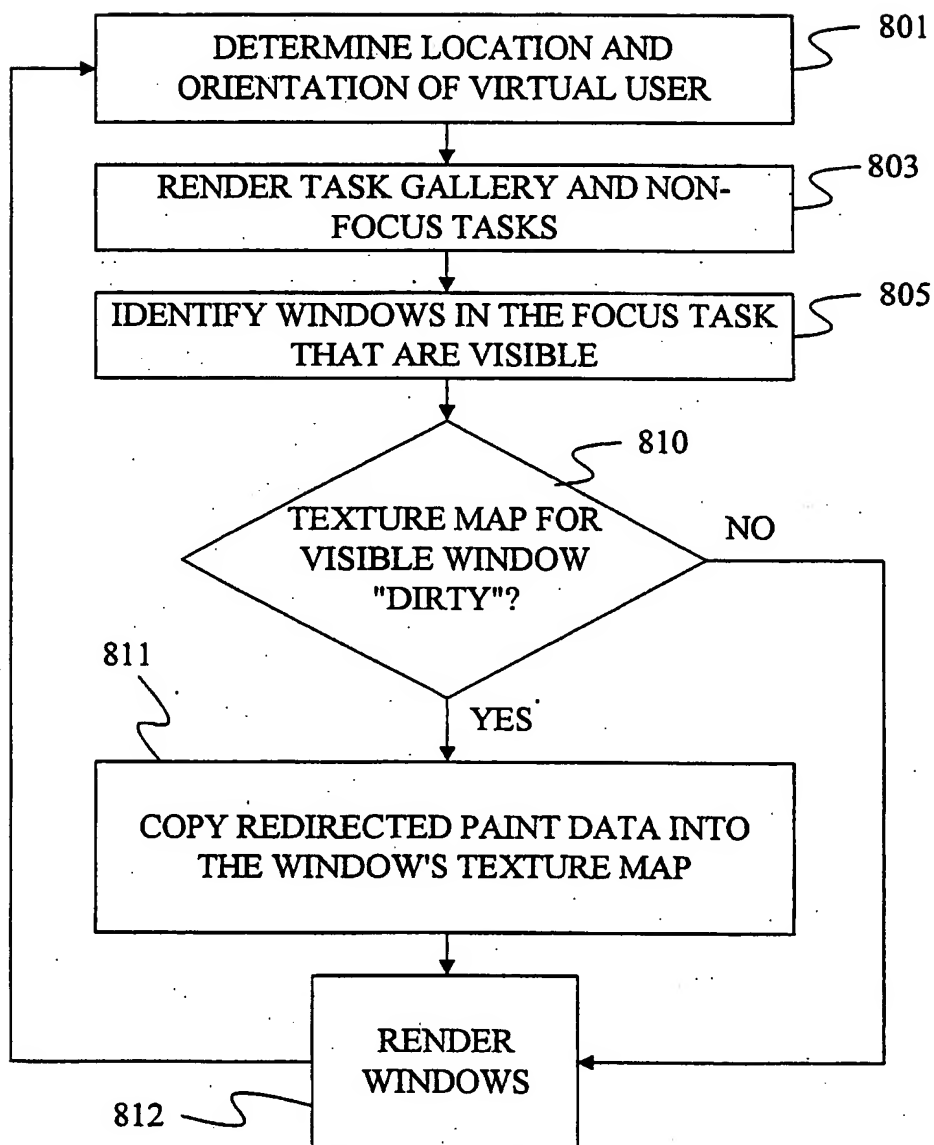 DETERMINE LOCATION AND
ORIENTATION OF VIRTUAL USER
801
RENDER TASK GALLERY AND NON-
FOCUS TASKS
803
IDENTIFY WINDOWS IN THE FOCUS TASK
THAT ARE VISIBLE
805
810
TEXTURE MAP FOR
VISIBLE WINDOW
"DIRTY"?
NO
YES
811
COPY REDIRECTED PAINT DATA INTO
THE WINDOW'S TEXTURE MAP
RENDER
WINDOWS
812